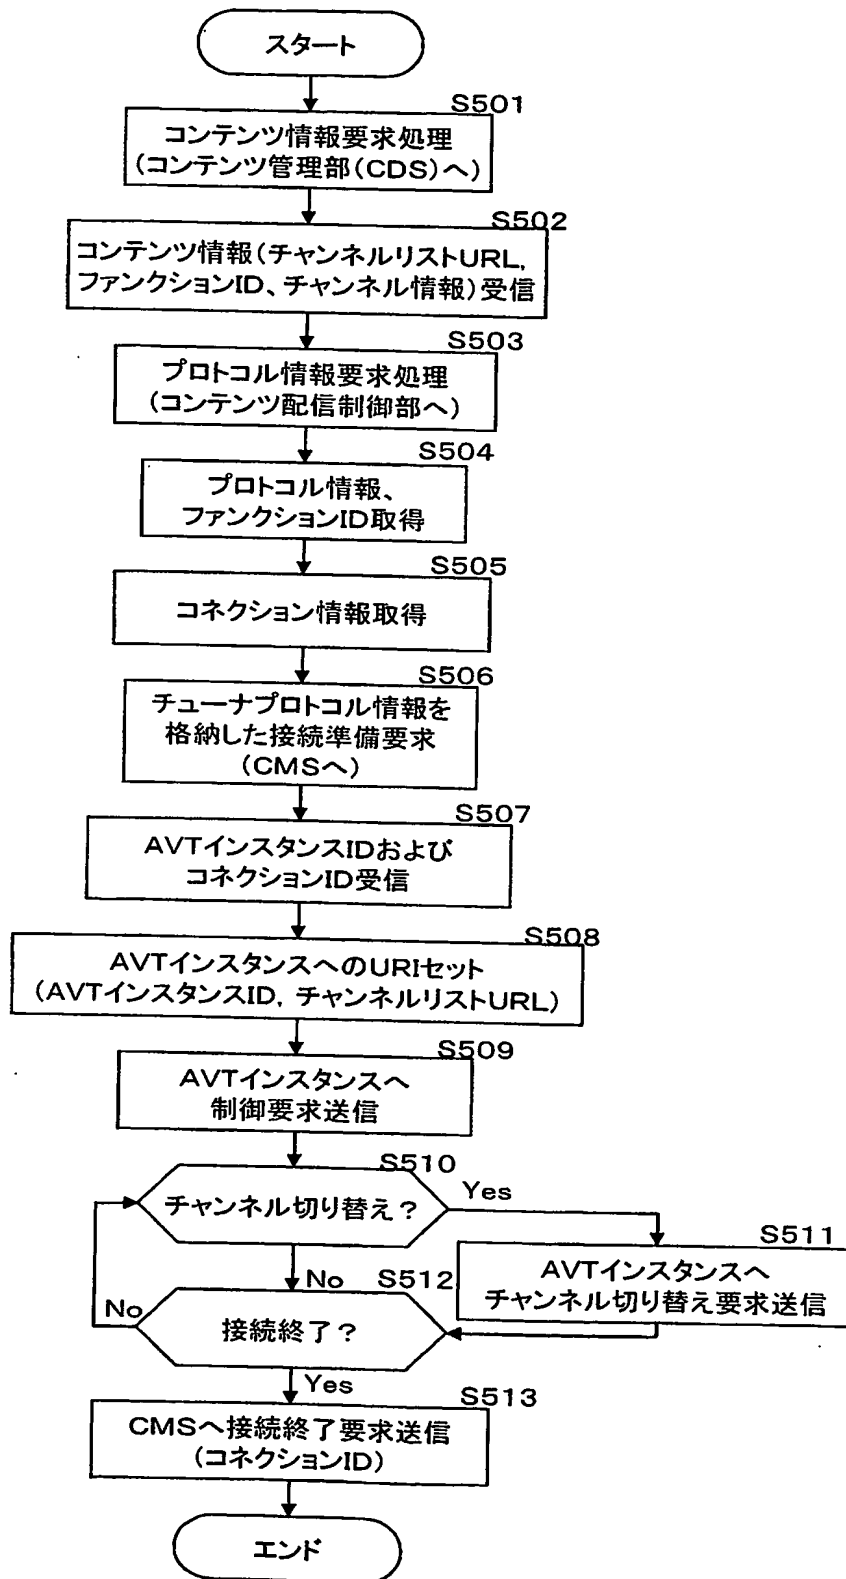 スタート
S501
コンテンツ情報要求処理
(コンテンツ管理部(CDS)へ)
S502
コンテンツ情報(チャンネルリストURL,
ファンクションID、チャンネル情報)受信
S503
プロトコル情報要求処理
(コンテンツ配信制御部へ)
S504
プロトコル情報、
ファンクションID取得
S505
コネクション情報取得
S506
チューナプロトコル情報を
格納した接続準備要求
(CMSへ)
S507
AVTインスタンスIDおよび
コネクションID受信
S508
AVTインスタンスへのURIセット
(AVTインスタンスID, チャンネルリストURL)
S509
AVTインスタンスへ
制御要求送信
S510
チャンネル切り替え?
Yes
S511
AVTインスタンスへ
チャンネル切り替え要求送信
No
S512
No
接続終了?
Yes
S513
CMSへ接続終了要求送信
(コネクションID)
エンド